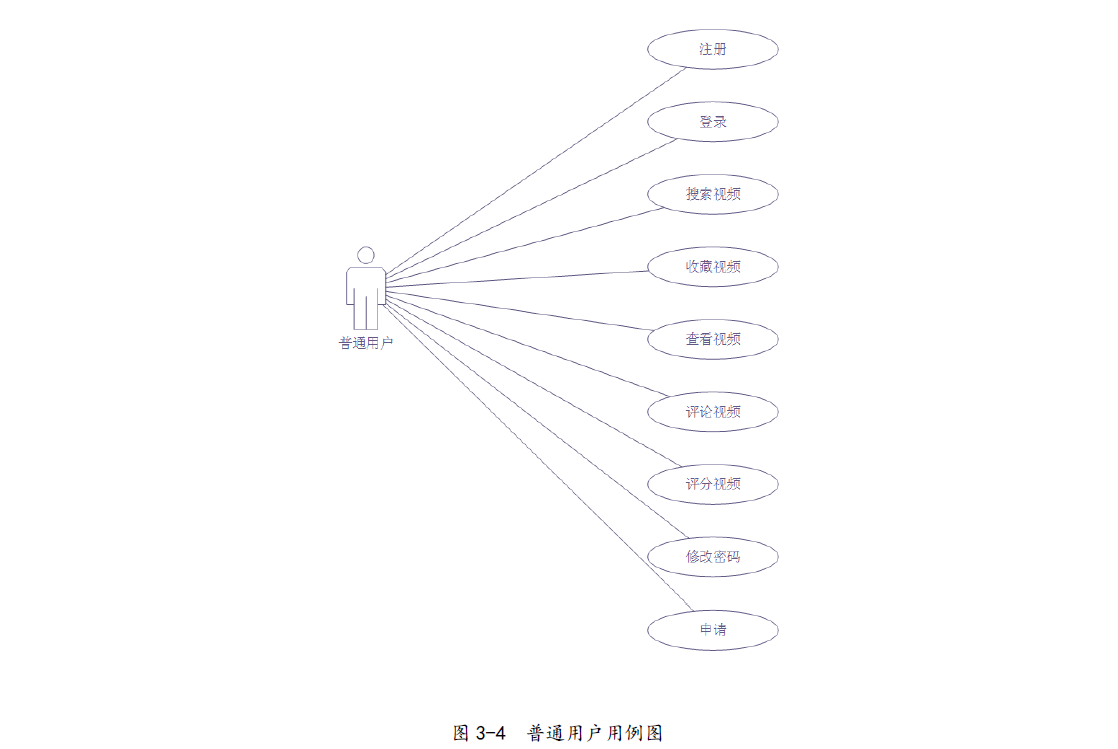 注册
登录
搜索视频
收藏视频
查看视频
普通用户
评论视频
评分视频
修改密码
申请
图 3-4 普通用户用例图